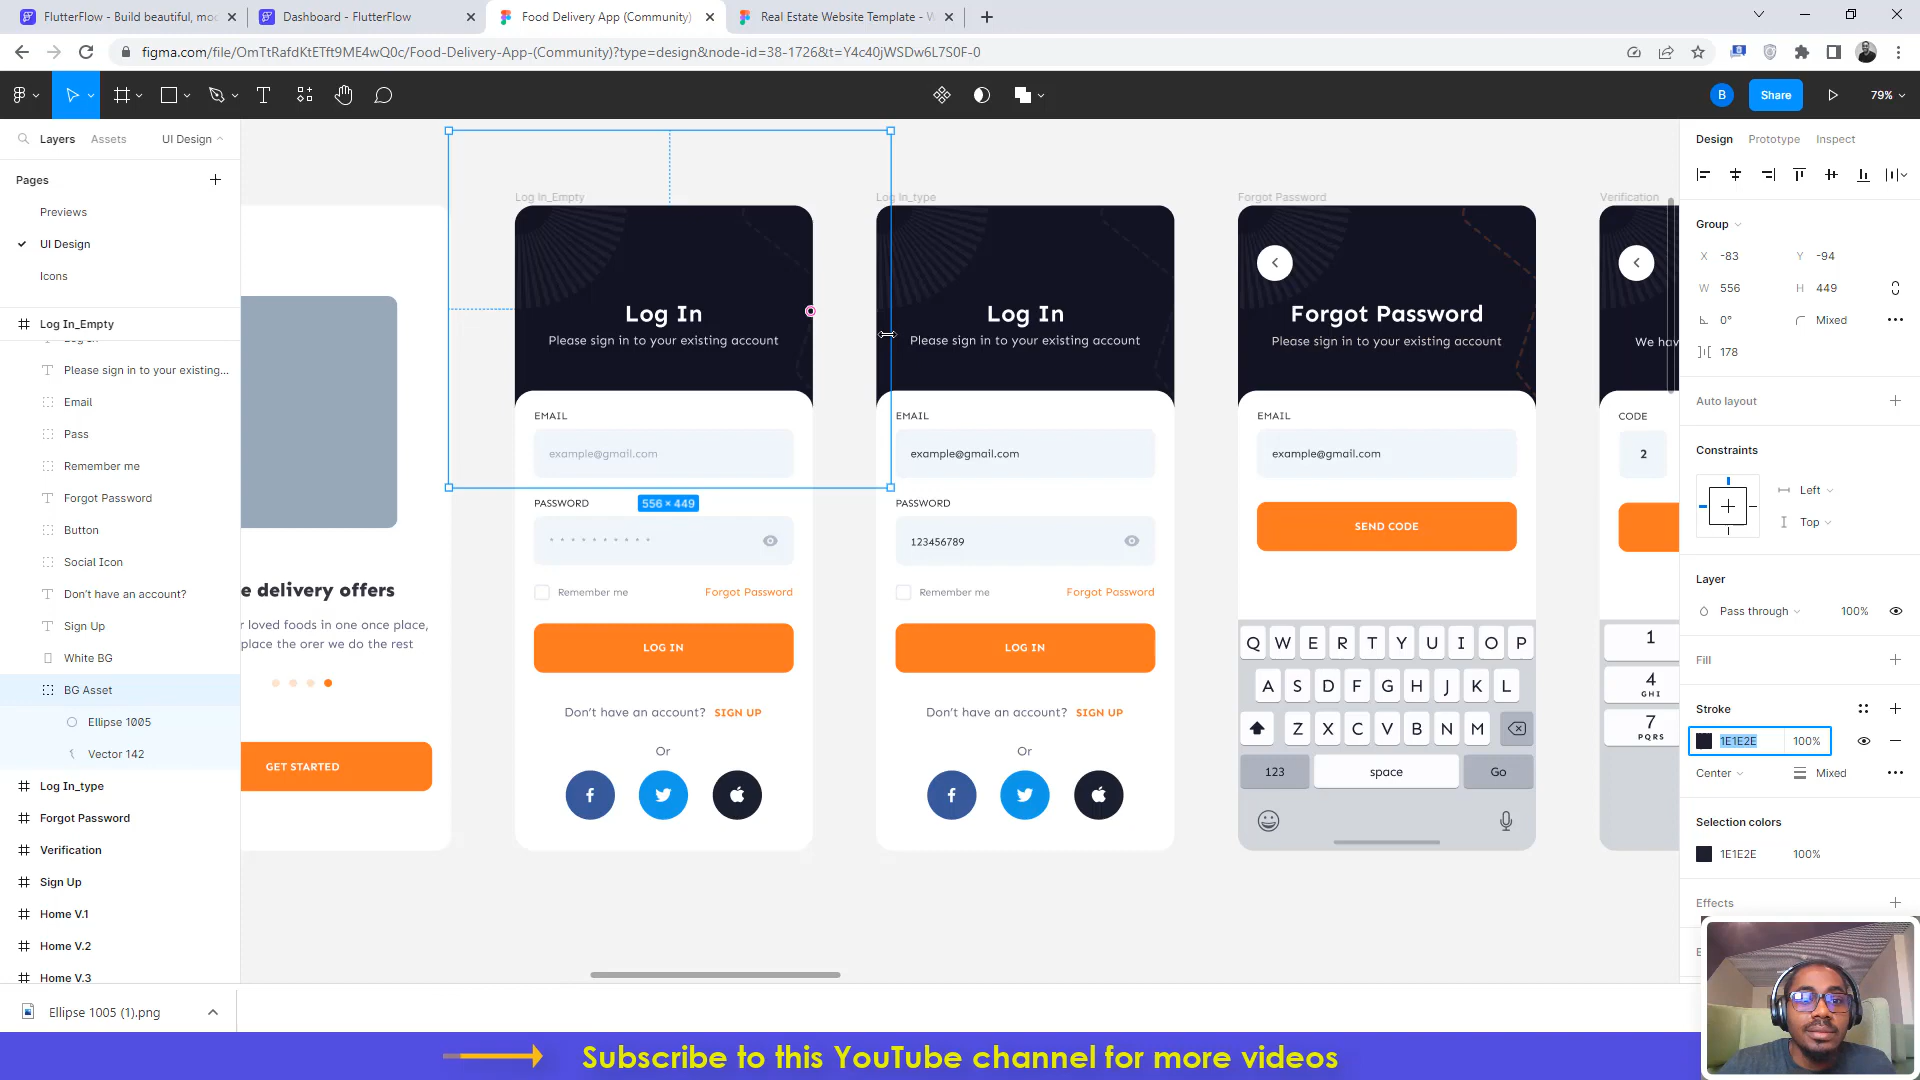 FlutterFlow - Build beautiful, mo
Dashboard - FlutterFlow
Food Delivery App (Community)
Real Estate Website Template - W
figma.com/file/OmTtRafdKtETft9ME4wQ0c/Food-Delivery-App-(Community)?type=design&node-id=38-1726&t=Y4c40jWSDw6L7S0F-0
B
Share
79%
Layers
Assets
UI Design
Pages
Previews
UI Design
Icons
Log In_Empty
Please sign in to your existing...
Email
Pass
Remember me
Forgot Password
Button
Social Icon
Don't have an account?
Sign Up
White BG
BG Asset
Ellipse 1005
Vector 142
Log In_type
Forgot Password
Verification
Sign Up
Home V.1
Home V.2
Home V.3
e delivery offers
r loved foods in one once place,
place the orer we do the rest
GET STARTED
Log In_Empty
Log In
Please sign in to your existing account
EMAIL
example@gmail.com
PASSWORD
556 × 449
Remember me
Forgot Password
LOG IN
Don't have an account? SIGN UP
Or
Log In_type
Log In
Please sign in to your existing account
EMAIL
example@gmail.com
PASSWORD
123456789
Remember me
Forgot Password
LOG IN
Don't have an account? SIGN UP
Or
Forgot Password
Forgot Password
Please sign in to your existing account
EMAIL
example@gmail.com
SEND CODE
Q W E R T Y U I O P
A S D F G H J K L
Z X C V B N M
123
space
Go
Verification
We hav
CODE
2
1
4
GHI
7
PQRS
Design
Prototype
Inspect
Group
X -83
Y -94
W 556
H 449
0°
Mixed
178
Auto layout
Constraints
Left
Top
Layer
Pass through
100%
Fill
Stroke
1E1E2E
100%
Center
Mixed
Selection colors
1E1E2E
100%
Effects
Ellipse 1005 (1).png
Subscribe to this YouTube channel for more videos